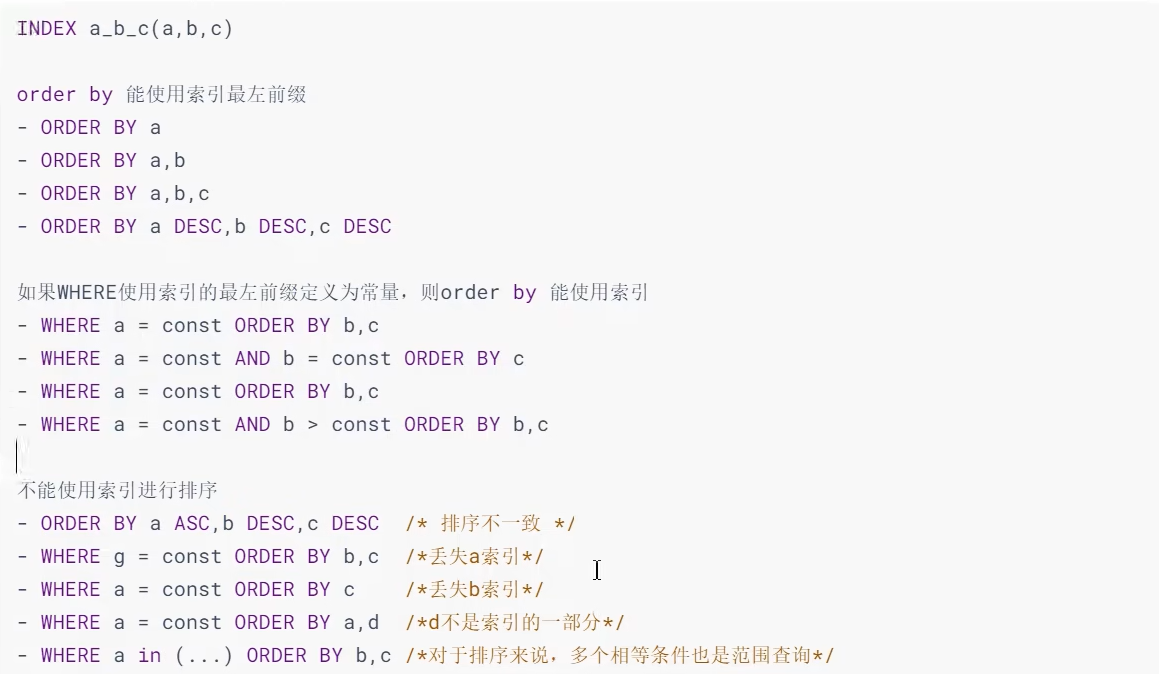 INDEX a_b_c(a,b,c)
order by 能使用索引最左前缀
- ORDER BY a
- ORDER BY a,b
- ORDER BY a,b,c
- ORDER BY a DESC,b DESC,c DESC
如果WHERE使用索引的最左前缀定义为常量，则order by 能使用索引
- WHERE a = const ORDER BY b,c
- WHERE a = const AND b = const ORDER BY c
- WHERE a = const ORDER BY b,c
- WHERE a = const AND b > const ORDER BY b,c
不能使用索引进行排序
- ORDER BY a ASC,b DESC,c DESC /* 排序不一致 */
- WHERE g = const ORDER BY b,c /*丢失a索引*/
- WHERE a = const ORDER BY c /*丢失b索引*/
- WHERE a = const ORDER BY a,d /*d不是索引的一部分*/
- WHERE a in (...) ORDER BY b,c /*对于排序来说，多个相等条件也是范围查询*/